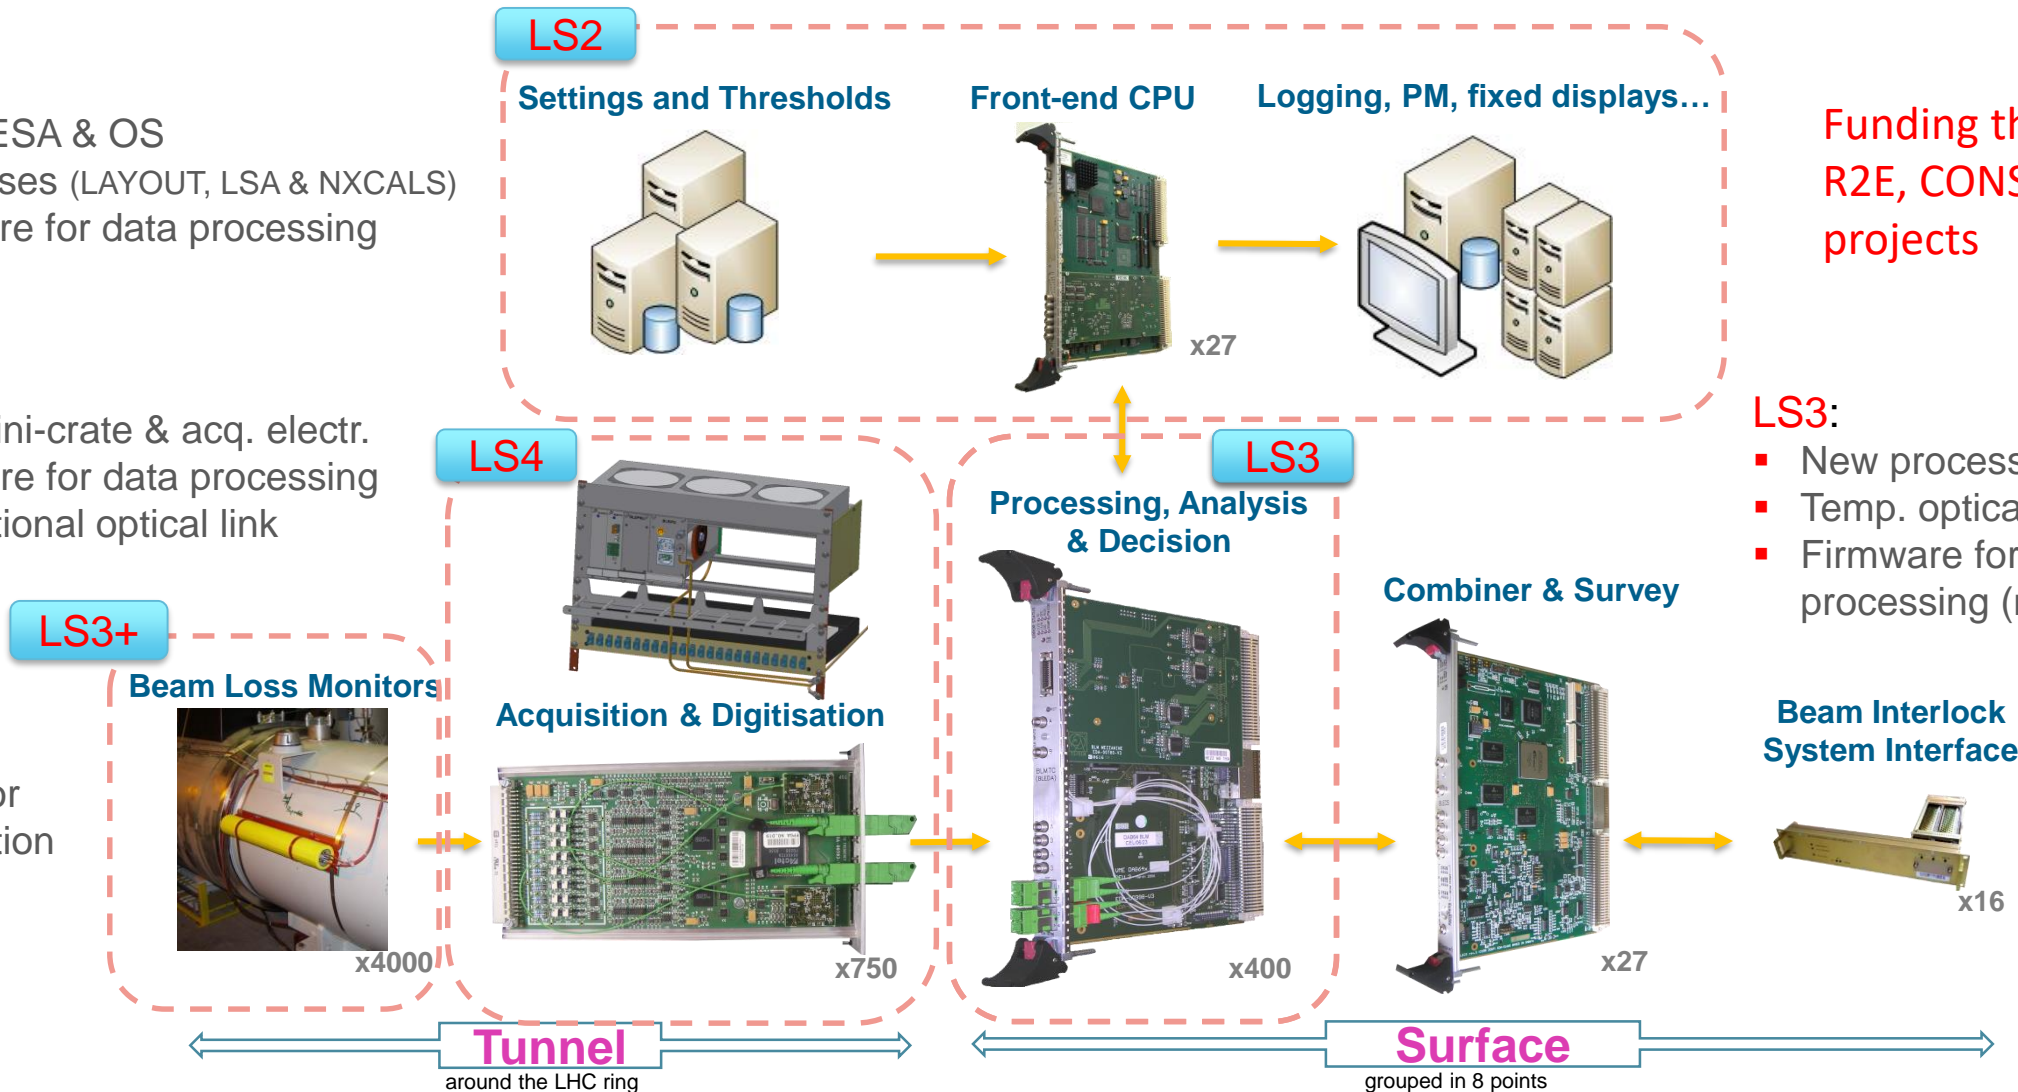 LS2
Settings and Thresholds
Front-end CPU
Logging, PM, fixed displays…
ESA & OS
ses (LAYOUT, LSA & NXCALS)
re for data processing
Funding th
R2E, CONS
projects
x27
ini-crate & acq. electr.
re for data processing
tional optical link
LS4
LS3
LS3:
New process
Temp. optica
Firmware for
processing (r
Processing, Analysis
& Decision
Combiner & Survey
LS3+
Beam Loss Monitors
Acquisition & Digitisation
Beam Interlock
System Interface
or
tion
x4000
x750
x400
x27
x16
Tunnel
around the LHC ring
Surface
grouped in 8 points